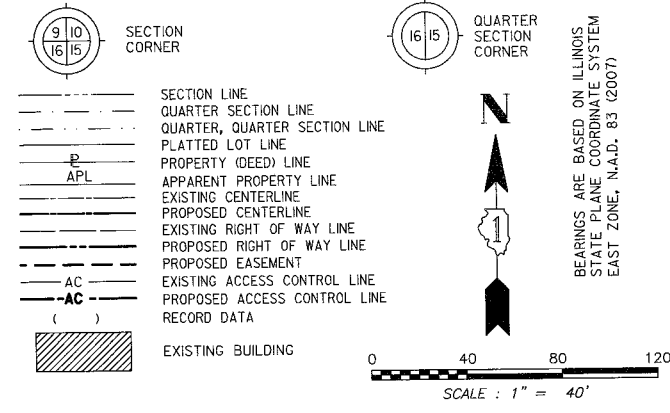 9 10
16 15
SECTION
CORNER
16 15
QUARTER
SECTION
CORNER
SECTION LINE
QUARTER SECTION LINE
QUARTER, QUARTER SECTION LINE
PLATTED LOT LINE
PL
PROPERTY (DEED) LINE
APL
APPARENT PROPERTY LINE
EXISTING CENTERLINE
PROPOSED CENTERLINE
EXISTING RIGHT OF WAY LINE
PROPOSED RIGHT OF WAY LINE
PROPOSED EASEMENT
AC
EXISTING ACCESS CONTROL LINE
AC
PROPOSED ACCESS CONTROL LINE
( )
RECORD DATA
EXISTING BUILDING
N
1
BEARINGS ARE BASED ON ILLINOIS
STATE PLANE COORDINATE SYSTEM
EAST ZONE, N.A.D. 83 (2007)
0 40 80 120
SCALE : 1" = 40'